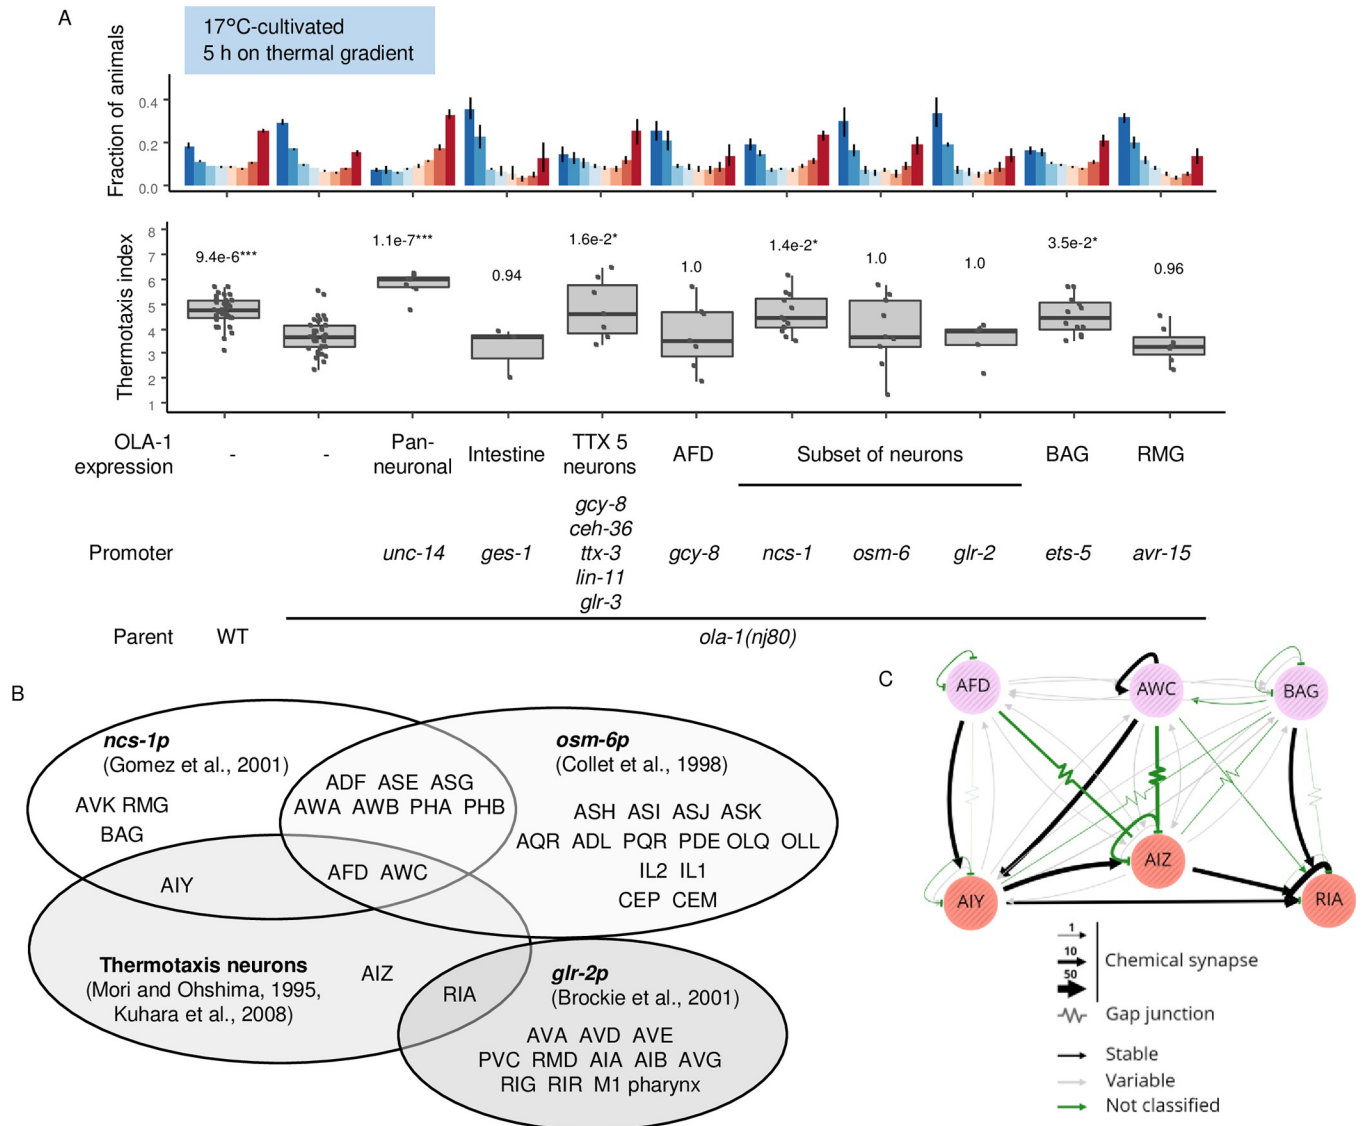 A
17°C-cultivated
5 h on thermal gradient
Fraction of animals
0.4
0.2
0.0
Thermotaxis index
8
7
6
5
4
3
2
1
9.4e-6***
1.1e-7***
0.94
1.6e-2*
1.0
1.4e-2*
1.0
1.0
3.5e-2*
0.96
OLA-1
expression
-
-
Pan-
neuronal
Intestine
TTX 5
neurons
AFD
Subset of neurons
BAG
RMG
Promoter
unc-14
ges-1
gcy-8
ceh-36
ttx-3
lin-11
glr-3
gcy-8
ncs-1
osm-6
glr-2
ets-5
avr-15
Parent
WT
ola-1(nj80)
B
ncs-1p
(Gomez et al., 2001)
AVK RMG
BAG
ADF ASE ASG
AWA AWB PHA PHB
osm-6p
(Collet et al., 1998)
ASH ASI ASJ ASK
AQR ADL PQR PDE OLQ OLL
IL2 IL1
CEP CEM
AIY
AFD AWC
Thermotaxis neurons
(Mori and Ohshima, 1995,
Kuhara et al., 2008)
AIZ
RIA
glr-2p
(Brockie et al., 2001)
AVA AVD AVE
PVC RMD AIA AIB AVG
RIG RIR M1 pharynx
C
AFD
AWC
BAG
AIZ
AIY
RIA
1
10
50
Chemical synapse
Gap junction
Stable
Variable
Not classified